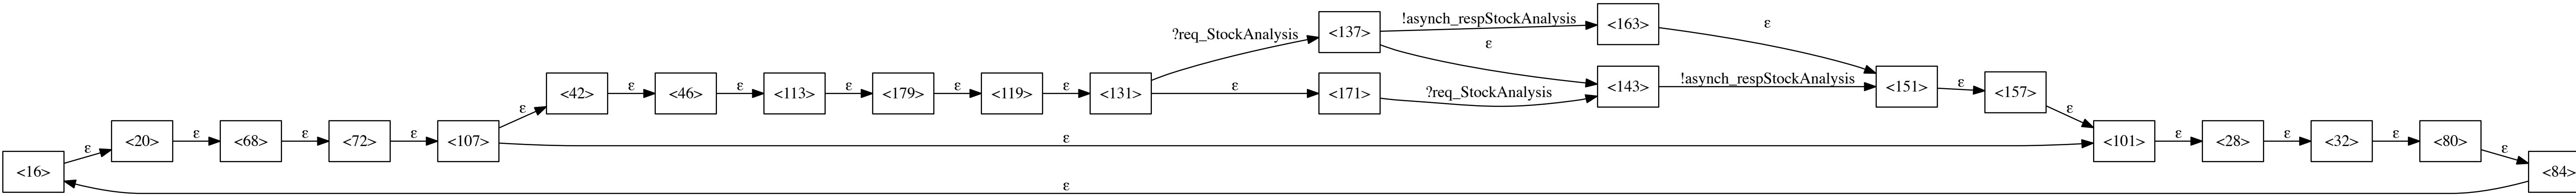 <163>
!asynch_respStockAnalysis
ε
<137>
?req_StockAnalysis
ε
<42>
ε
<46>
ε
<113>
ε
<179>
ε
<119>
ε
<131>
ε
<171>
?req_StockAnalysis
<143>
!asynch_respStockAnalysis
<151>
ε
<157>
ε
ε
<20>
ε
<68>
ε
<72>
ε
<107>
ε
<101>
ε
<28>
ε
<32>
ε
<80>
ε
<16>
ε
ε
<84>